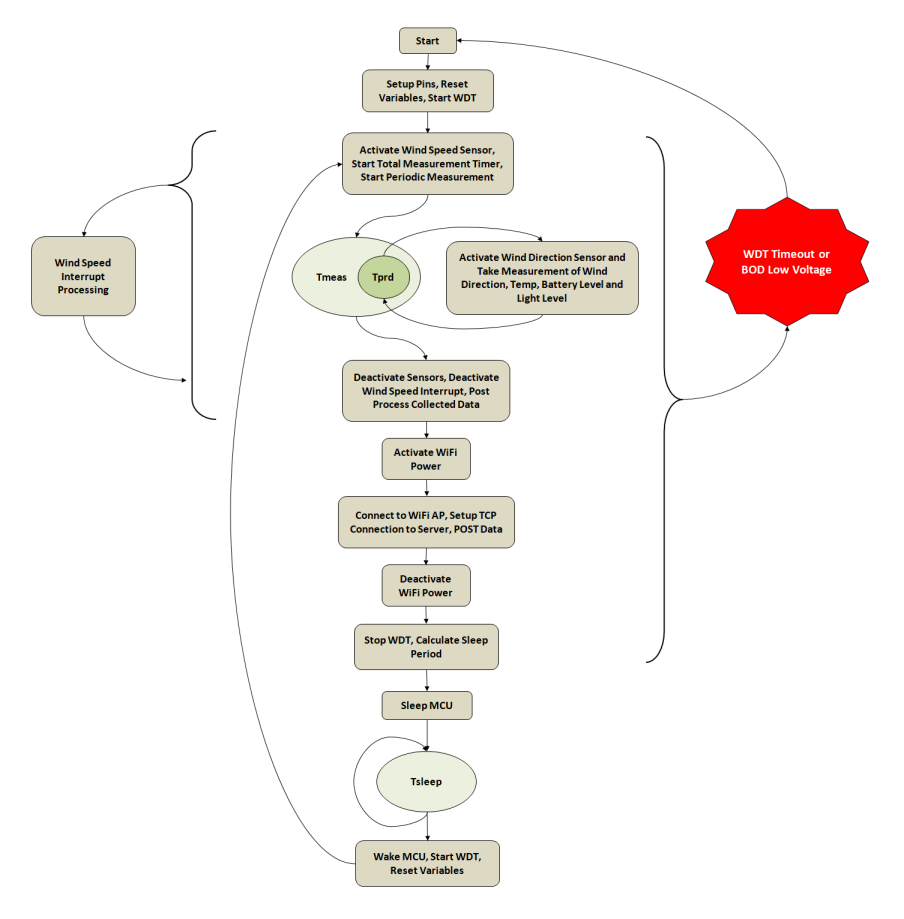 Start
Setup Pins, Reset
Variables, Start WDT
Activate Wind Speed Sensor,
Start Total Measurement Timer,
Start Periodic Measurement
Wind Speed
Interrupt
Processing
Tmeas
Tprd
Activate Wind Direction Sensor and
Take Measurement of Wind
Direction, Temp, Battery Level and
Light Level
WDT Timeout or
BOD Low Voltage
Deactivate Sensors, Deactivate
Wind Speed Interrupt, Post
Process Collected Data
Activate WiFi
Power
Connect to WiFi AP, Setup TCP
Connection to Server, POST Data
Deactivate
WiFi Power
Stop WDT, Calculate Sleep
Period
Sleep MCU
Tsleep
Wake MCU, Start WDT,
Reset Variables